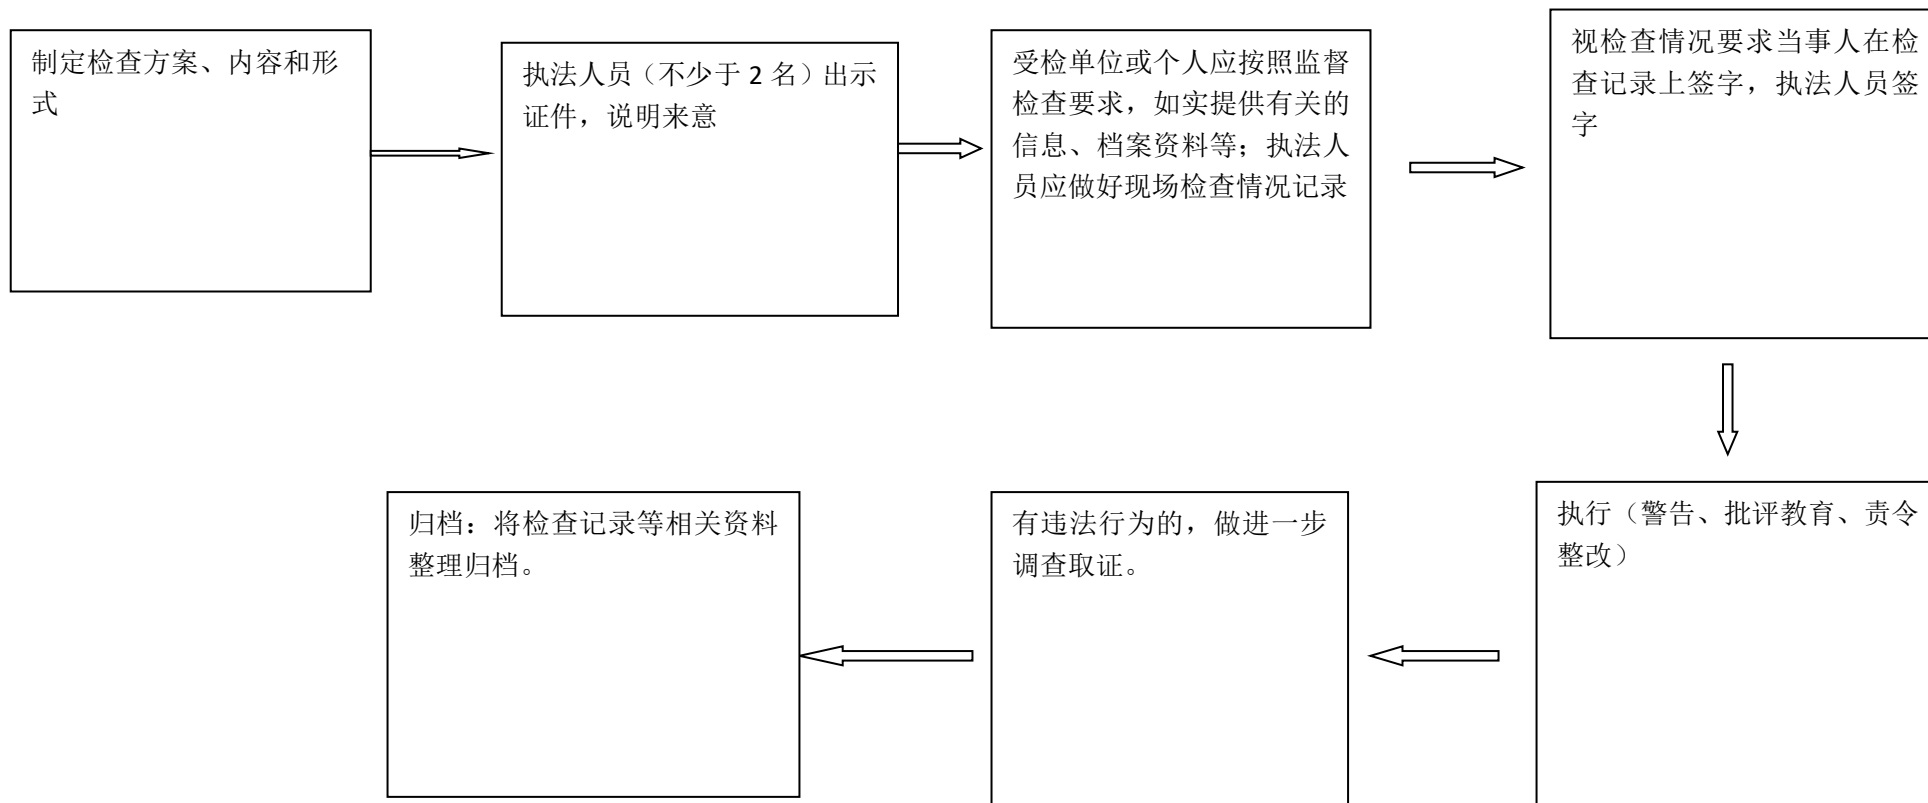 制定检查方案、内容和形
式
执法人员（不少于 2 名）出示
证件，说明来意
受检单位或个人应按照监督
检查要求，如实提供有关的
信息、档案资料等；执法人
员应做好现场检查情况记录
视检查情况要求当事人在检
查记录上签字，执法人员签
字
执行（警告、批评教育、责令
整改）
有违法行为的，做进一步
调查取证。
归档：将检查记录等相关资料
整理归档。